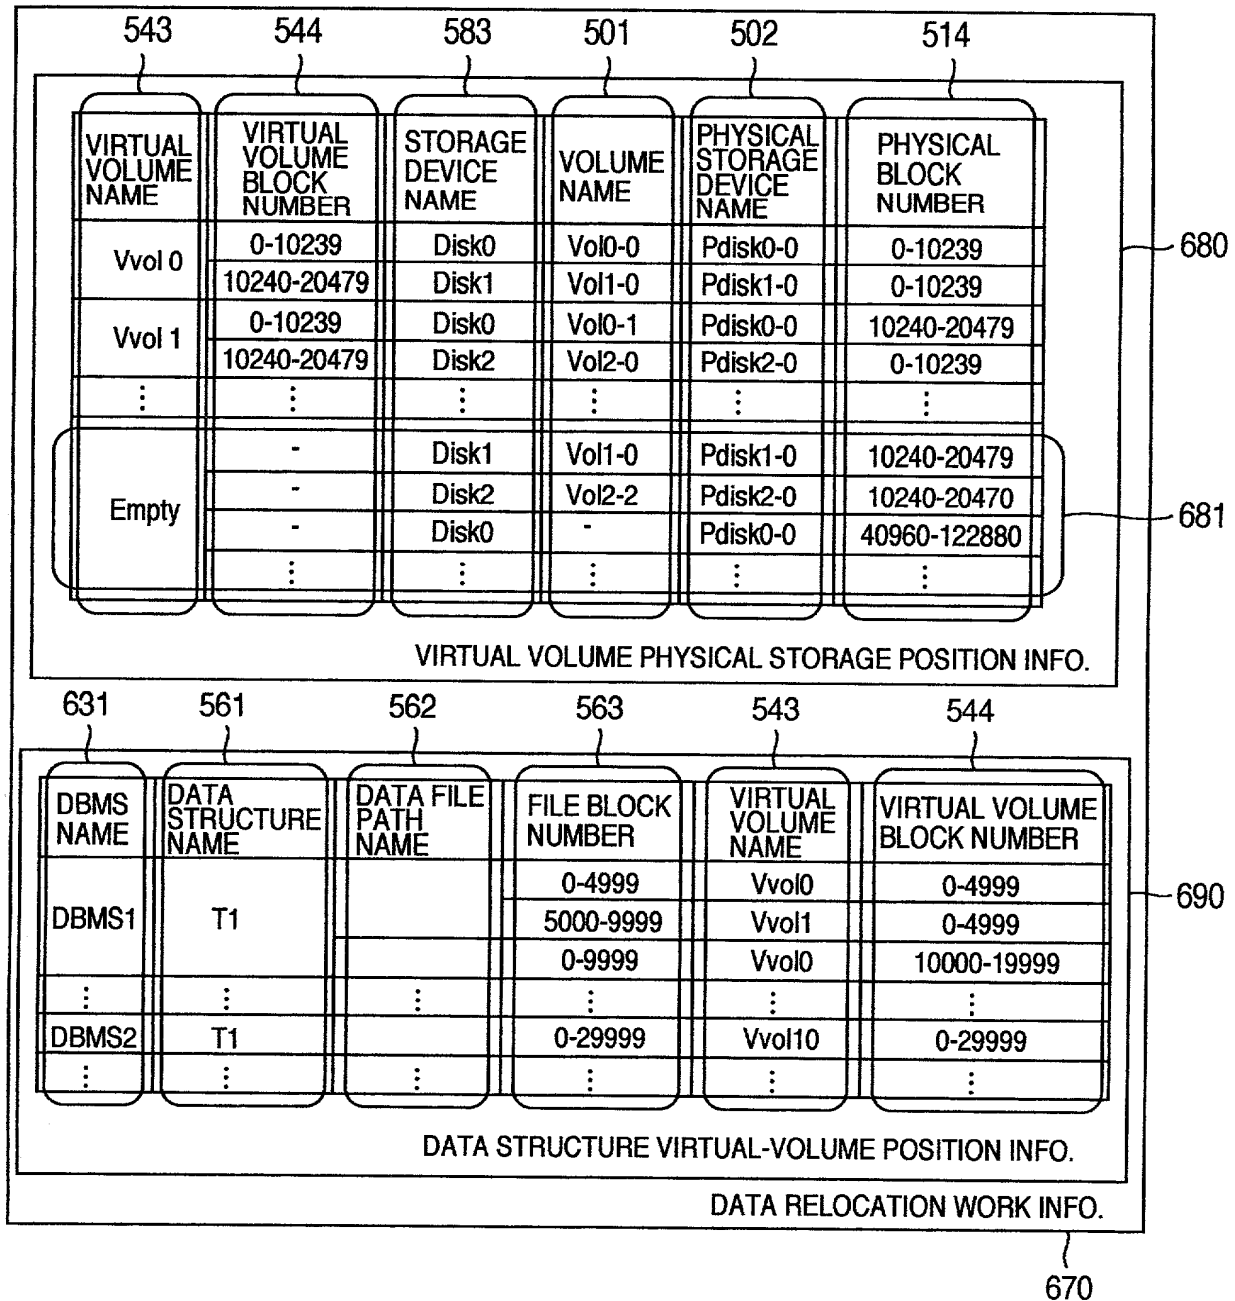 543 544 583 501 502 514
VIRTUAL VOLUME NAME
VIRTUAL VOLUME BLOCK NUMBER
STORAGE DEVICE NAME
VOLUME NAME
PHYSICAL STORAGE DEVICE NAME
PHYSICAL BLOCK NUMBER
Vvol 0 0-10239 Disk0 Vol0-0 Pdisk0-0 0-10239
10240-20479 Disk1 Vol1-0 Pdisk1-0 0-10239
Vvol 1 0-10239 Disk0 Vol0-1 Pdisk0-0 10240-20479
10240-20479 Disk2 Vol2-0 Pdisk2-0 0-10239
⋮ ⋮ ⋮ ⋮ ⋮ ⋮
Empty - Disk1 Vol1-0 Pdisk1-0 10240-20479
- Disk2 Vol2-2 Pdisk2-0 10240-20470
- Disk0 - Pdisk0-0 40960-122880
⋮ ⋮ ⋮ ⋮ ⋮
680
681
VIRTUAL VOLUME PHYSICAL STORAGE POSITION INFO.
631 561 562 563 543 544
DBMS NAME
DATA STRUCTURE NAME
DATA FILE PATH NAME
FILE BLOCK NUMBER
VIRTUAL VOLUME NAME
VIRTUAL VOLUME BLOCK NUMBER
DBMS1 T1 0-4999 Vvol0 0-4999
5000-9999 Vvol1 0-4999
0-9999 Vvol0 10000-19999
⋮ ⋮ ⋮ ⋮ ⋮ ⋮
DBMS2 T1 0-29999 Vvol10 0-29999
⋮ ⋮ ⋮ ⋮ ⋮ ⋮
690
DATA STRUCTURE VIRTUAL-VOLUME POSITION INFO.
DATA RELOCATION WORK INFO.
670